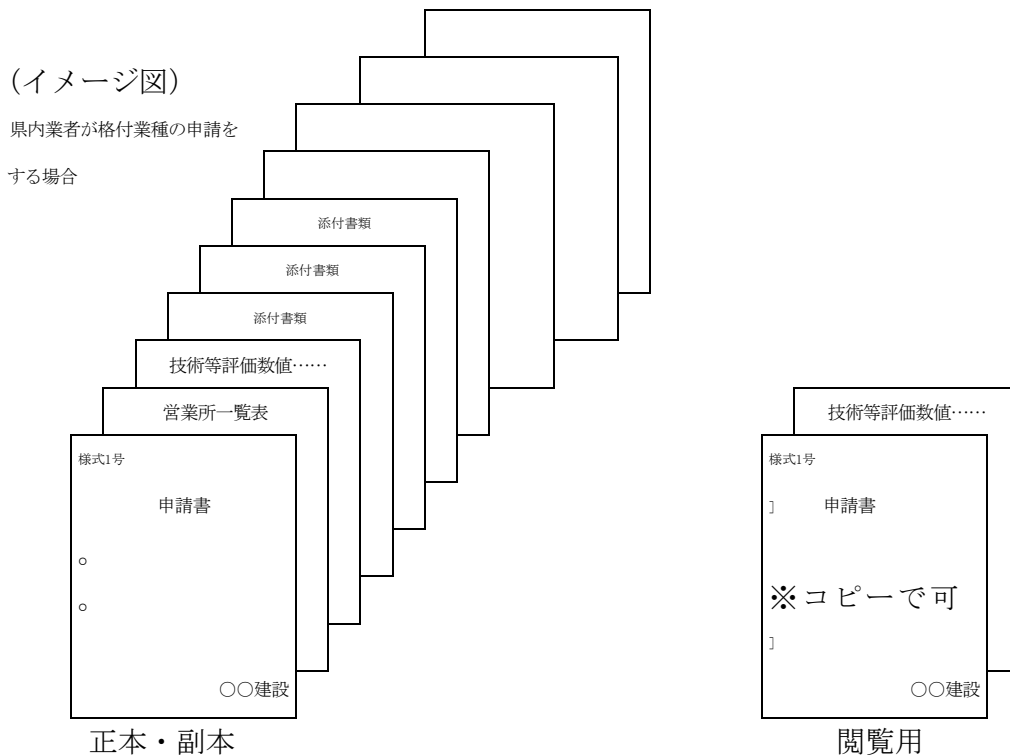 (イメージ図)
県内業者が格付業種の申請を
する場合
添付書類
添付書類
添付書類
技術等評価数値……
営業所一覧表
様式1号
申請書
○
○
○○建設
正本・副本
技術等評価数値……
様式1号
申請書
※コピーで可
○○建設
閲覧用